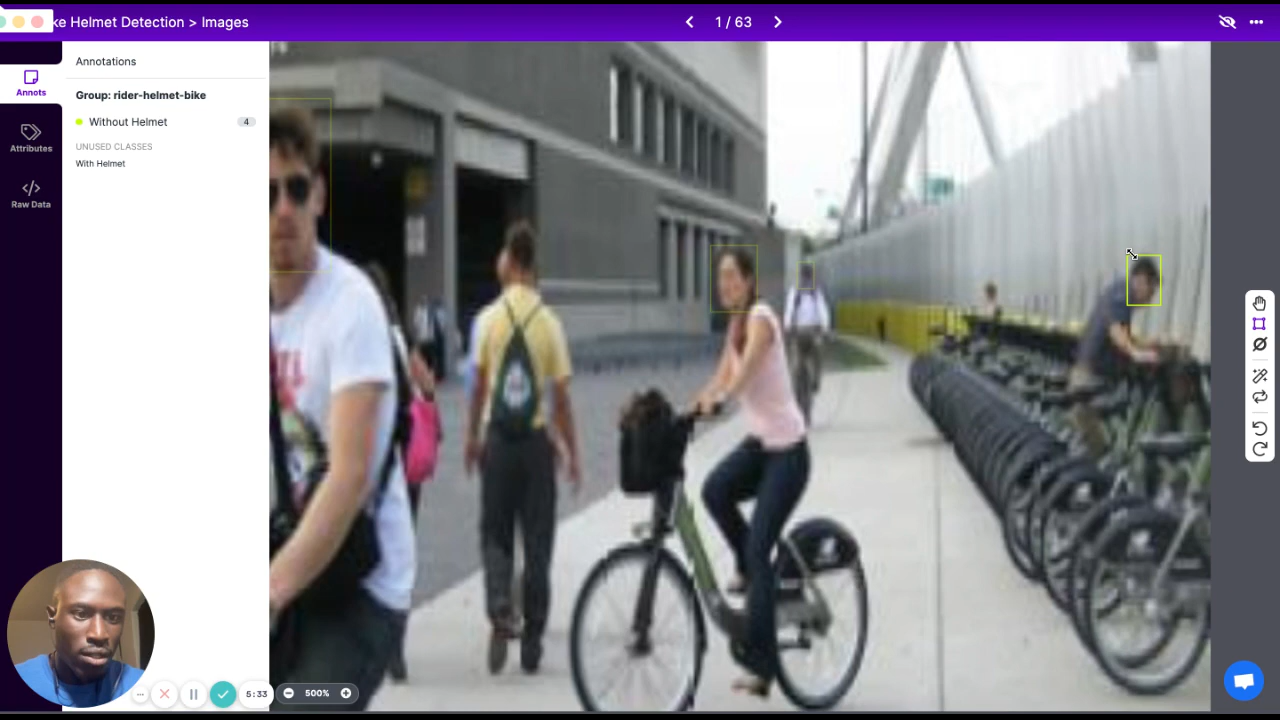 ke Helmet Detection > Images
1 / 63
Annots
Attributes
Raw Data
Annotations
Group: rider-helmet-bike
Without Helmet 4
UNUSED CLASSES
With Helmet
5:33
500%